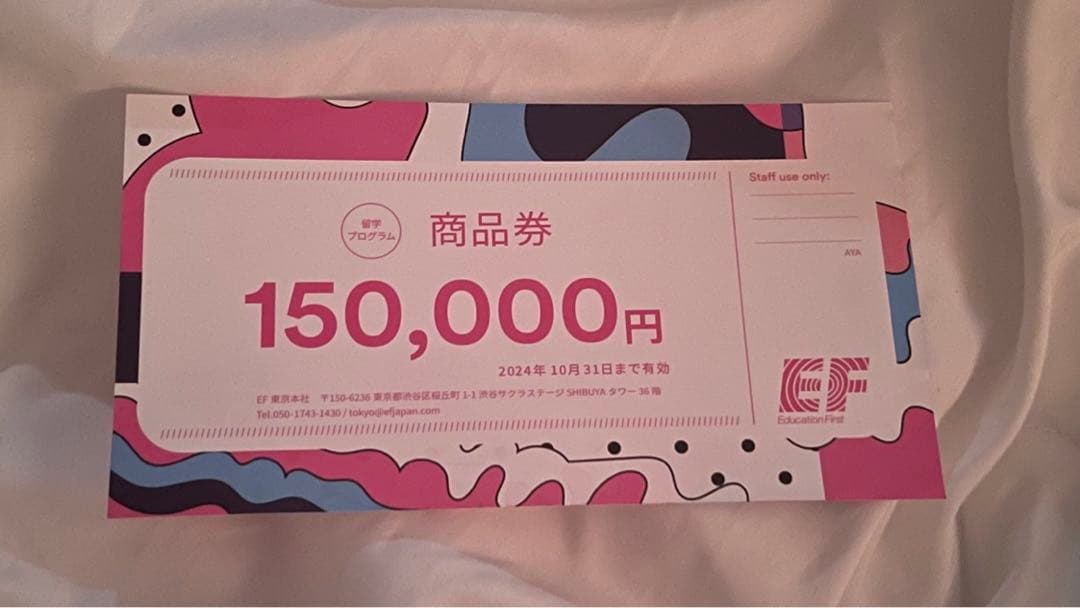 留学
プログラム
商品券
150,000円
2024年10月31日まで有効
EF 東京本社 〒150-6236 東京都渋谷区桜丘町 1-1 渋谷サクラステージ SHIBUYA タワー 36 階
Tel.050-1743-1430 / tokyo@efjapan.com
Staff use only:
AYA
EF
Education First